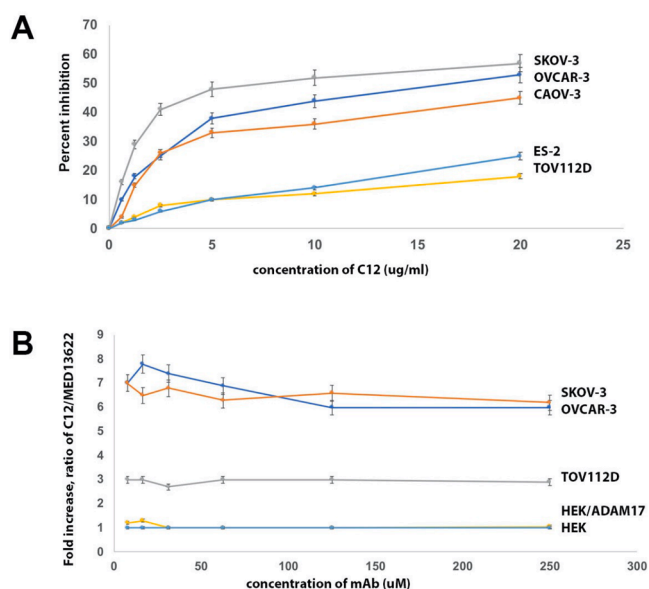 A
70
60
50
40
30
20
10
0
Percent inhibition
SKOV-3
OVCAR-3
CAOV-3
ES-2
TOV112D
0 5 10 15 20 25
concentration of C12 (ug/ml)
B
9
8
7
6
5
4
3
2
1
0
Fold increase, ratio of C12/MED13622
SKOV-3
OVCAR-3
TOV112D
HEK/ADAM17
HEK
0 50 100 150 200 250 300
concentration of mAb (uM)